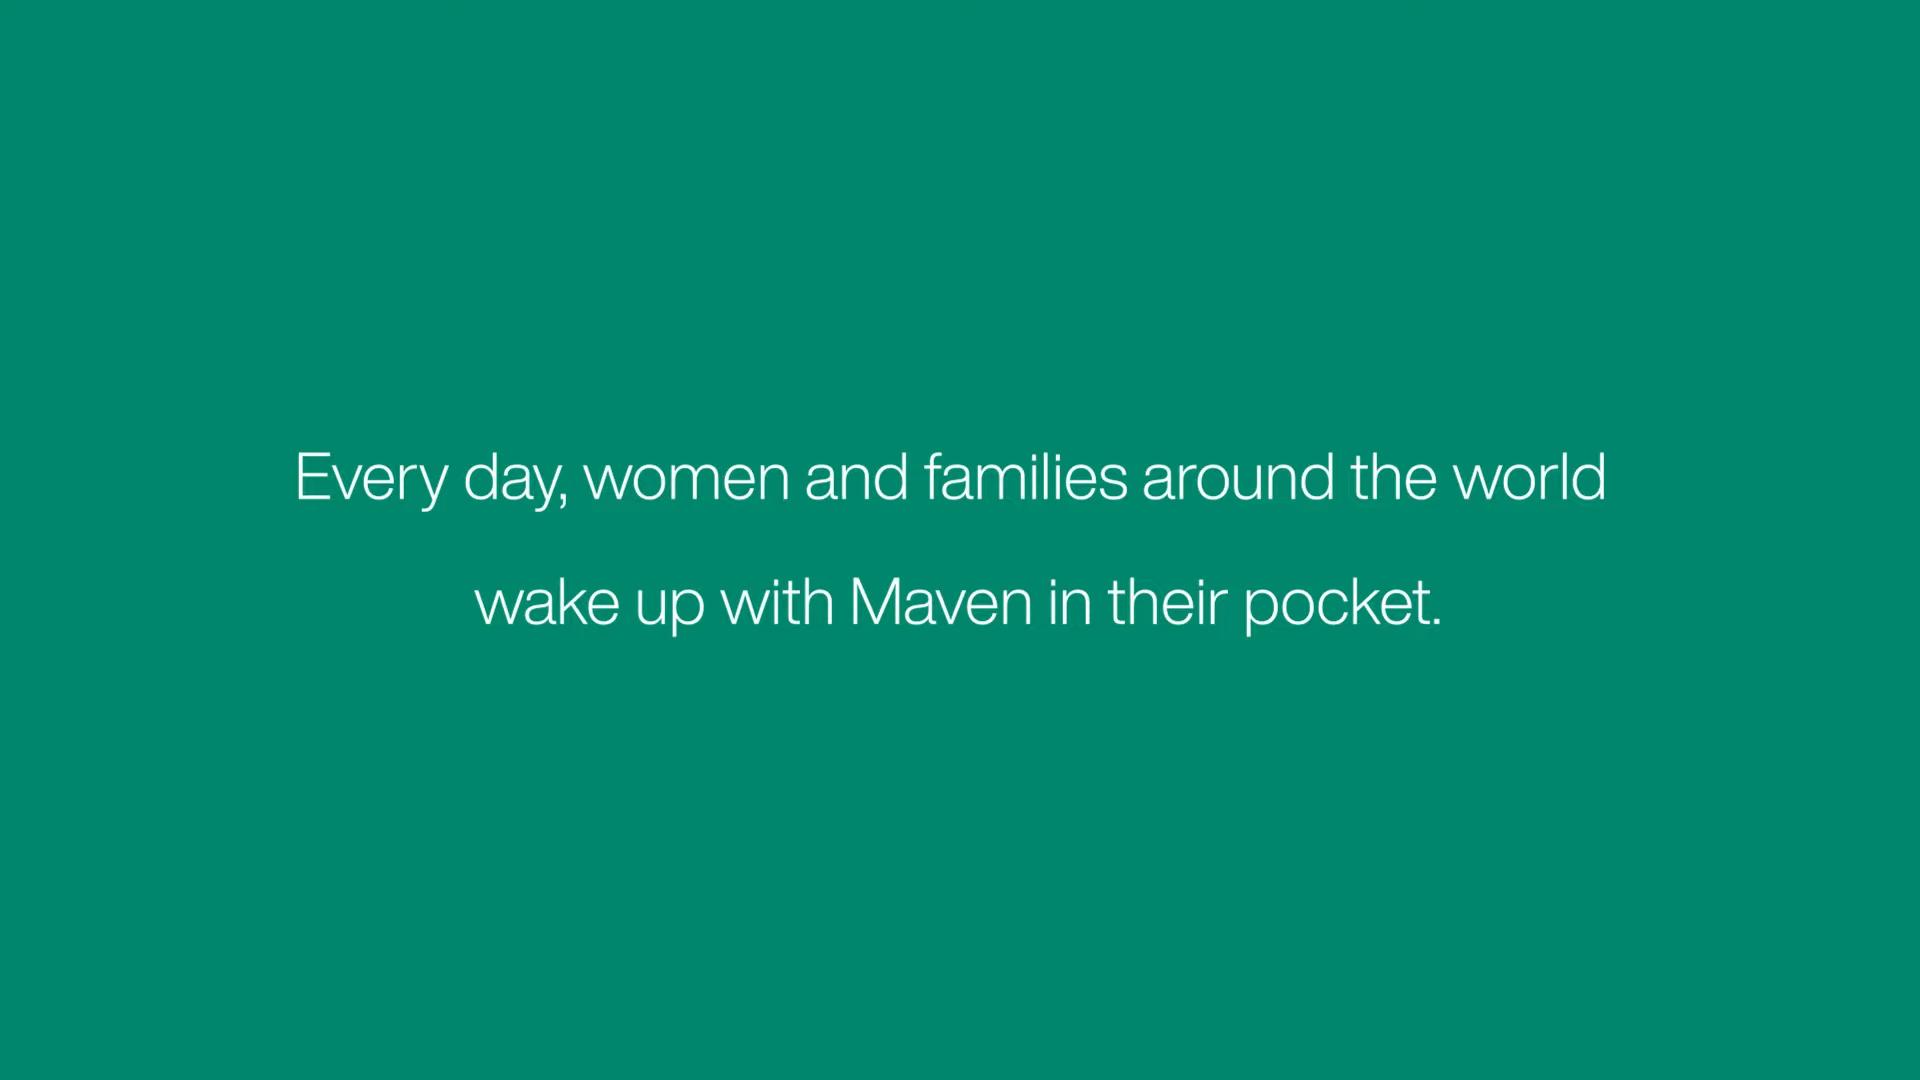 Every day, women and families around the world
wake up with Maven in their pocket.